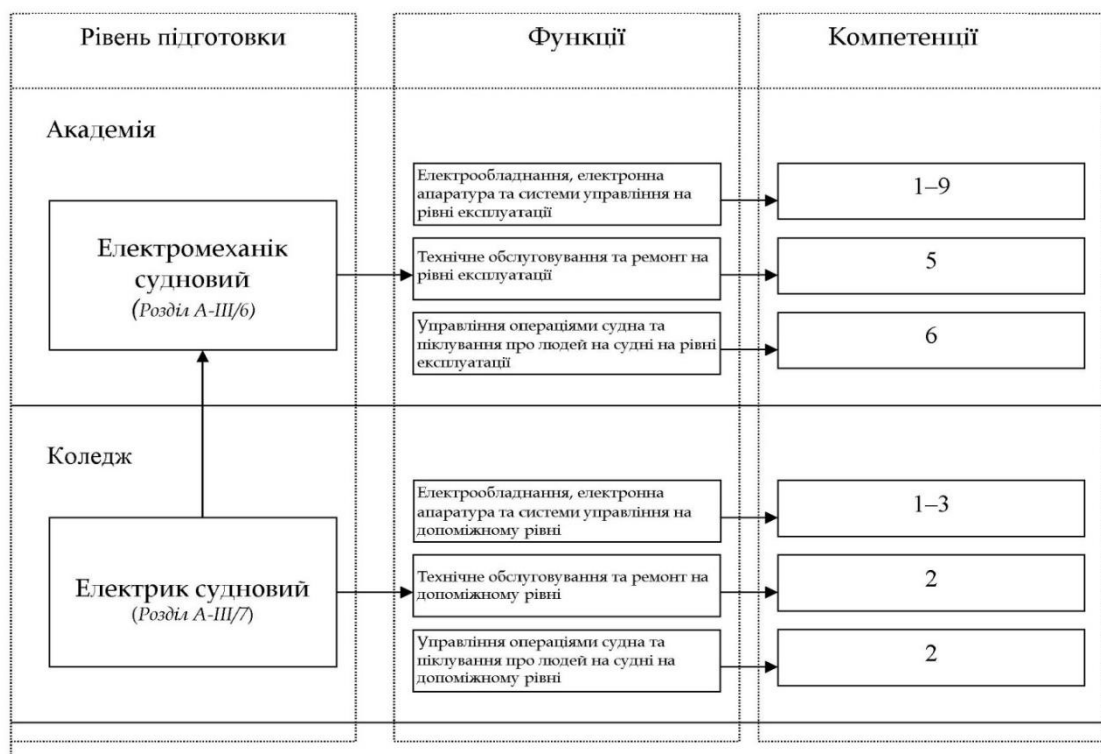 Рівень підготовки
Функції
Компетенції
Академія
Електромеханік
судновий
(Розділ А-ІІІ/6)
Електрообладнання, електронна
апаратура та системи управління на
рівні експлуатації
1–9
Технічне обслуговування та ремонт на
рівні експлуатації
5
Управління операціями судна та
піклування про людей на судні на рівні
експлуатації
6
Коледж
Електрик судновий
(Розділ А-ІІІ/7)
Електрообладнання, електронна
апаратура та системи управління на
допоміжному рівні
1–3
Технічне обслуговування та ремонт на
допоміжному рівні
2
Управління операціями судна та
піклування про людей на судні на
допоміжному рівні
2